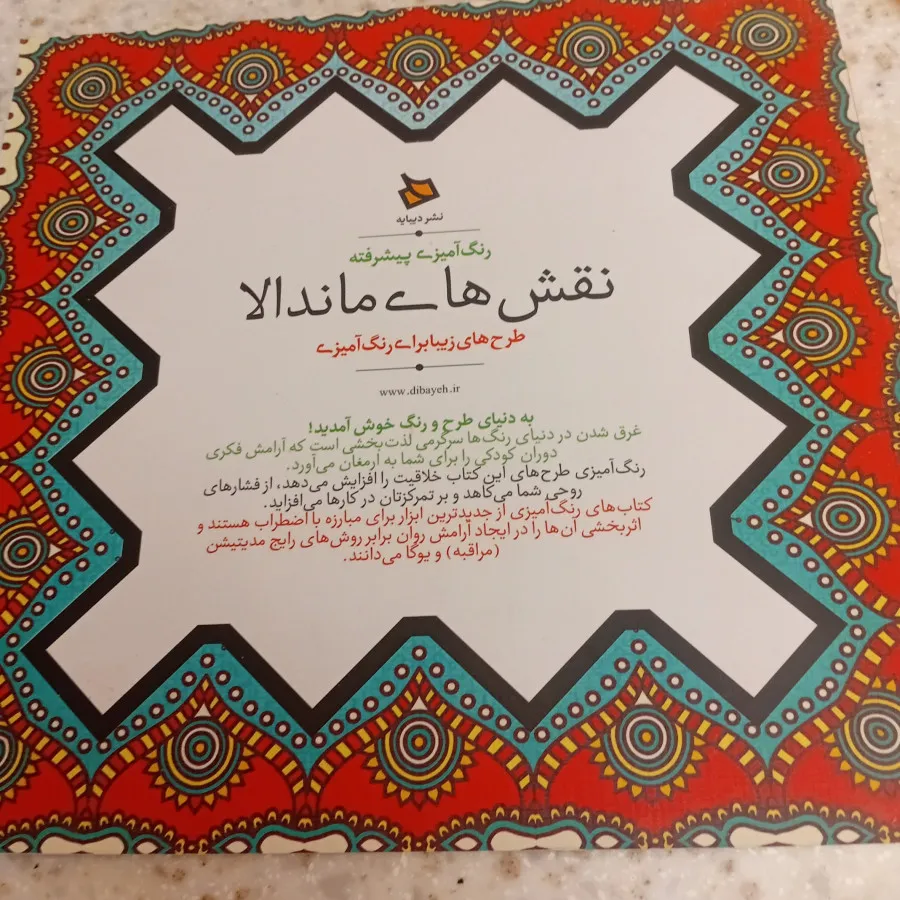 نشر دیبایه
رنگ‌آمیزی پیشرفته
نقش‌های ماندالا
طرح‌های زیبا برای رنگ‌آمیزی
www.dibayeh.ir
به دنیای طرح و رنگ خوش آمدید!
غرق شدن در دنیای رنگ‌ها سرگرمی لذت‌بخشی است که آرامش فکری
دوران کودکی را برای شما به ارمغان می‌آورد.
رنگ‌آمیزی طرح‌های این کتاب خلاقیت را افزایش می‌دهد، از فشارهای
روحی شما می‌کاهد و بر تمرکزتان در کارها می‌افزاید.
کتاب‌های رنگ‌آمیزی از جدیدترین ابزار برای مبارزه با اضطراب هستند و
اثربخشی آن‌ها را در ایجاد آرامش روان برابر روش‌های رایج مدیتیشن
(مراقبه) و یوگا می‌دانند.